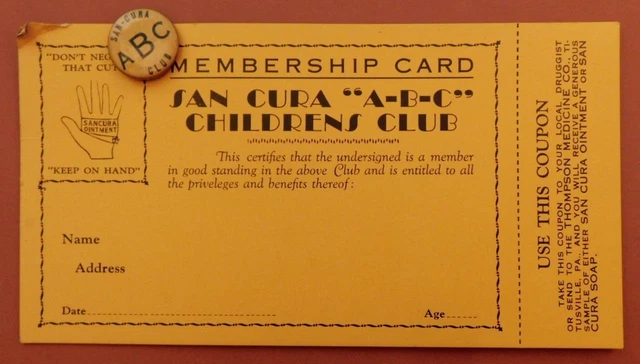 SAN-CURA
ABC
CLUB
"DON'T NEG
THAT CU
SANCURA
OINTMENT
"KEEP ON HAND"
MEMBERSHIP CARD
SAN CURA "A-B-C"
CHILDRENS CLUB
This certifies that the undersigned is a member
in good standing in the above Club and is entitled to all
the priveleges and benefits thereof:
Name
Address
Date
Age
USE THIS COUPON
TAKE THIS COUPON TO YOUR LOCAL DRUGGIST
OR SEND TO THE THOMPSON MEDICINE CO., TI-
TUSVILLE, PA., AND YOU WILL RECEIVE A GENEROUS
SAMPLE OF EITHER SAN CURA OINTMENT OR SAN
CURA SOAP.